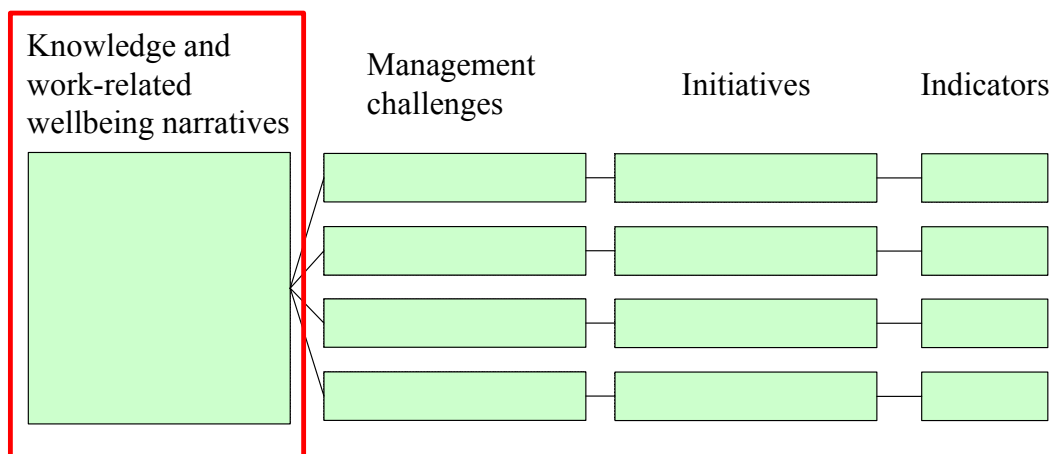 Knowledge and
work-related
wellbeing narratives
Management
challenges
Initiatives
Indicators